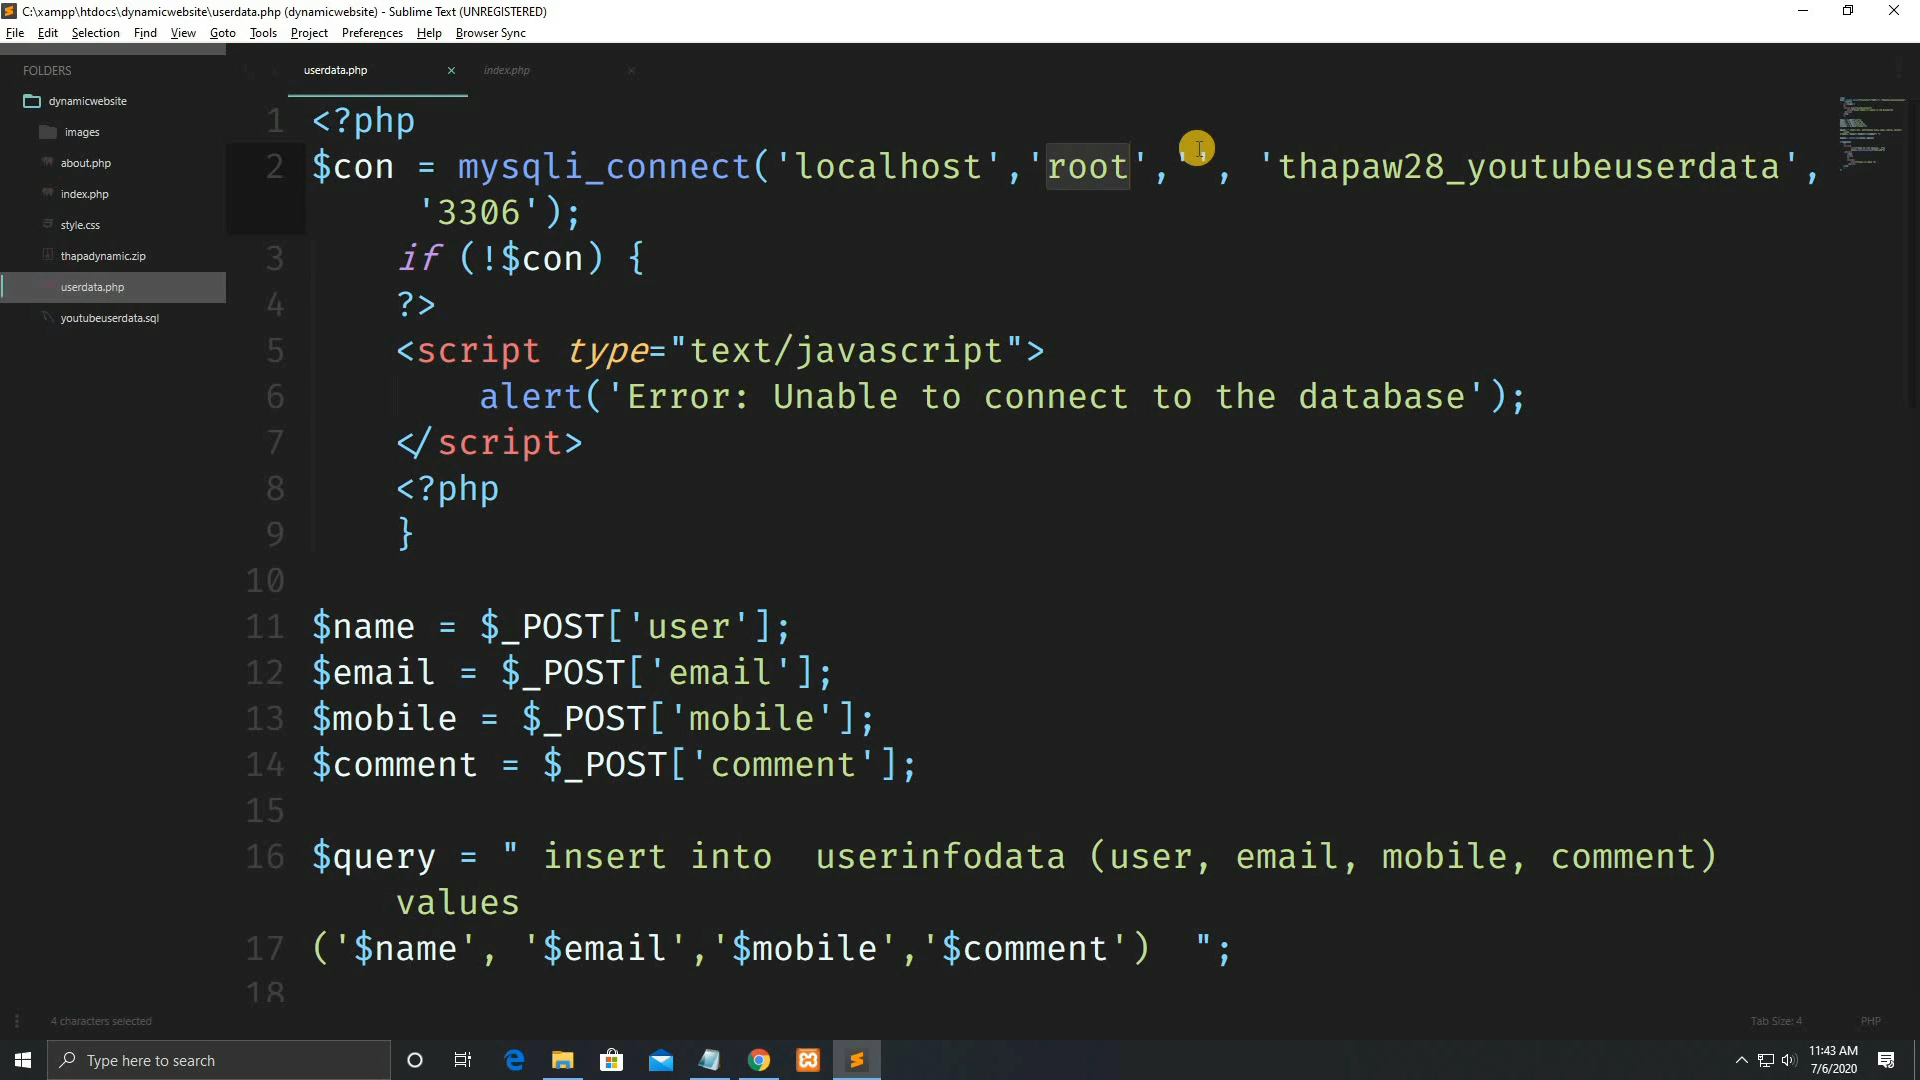 C:\xampp\htdocs\dynamicwebsite\userdata.php (dynamicwebsite) - Sublime Text (UNREGISTERED)
File Edit Selection Find View Goto Tools Project Preferences Help Browser Sync
FOLDERS
dynamicwebsite
images
about.php
index.php
style.css
thapadynamic.zip
userdata.php
youtubeuserdata.sql
userdata.php × index.php ×
1 <?php
2 $con = mysqli_connect('localhost','root','', 'thapaw28_youtubeuserdata',
'3306');
3 if (!$con) {
4 ?>
5 <script type="text/javascript">
6 alert('Error: Unable to connect to the database');
7 </script>
8 <?php
9 }
10
11 $name = $_POST['user'];
12 $email = $_POST['email'];
13 $mobile = $_POST['mobile'];
14 $comment = $_POST['comment'];
15
16 $query = " insert into  userinfodata (user, email, mobile, comment)
values
17 ('$name', '$email','$mobile','$comment')  ";
18
4 characters selected
Tab Size: 4 PHP
Type here to search
11:43 AM
7/6/2020